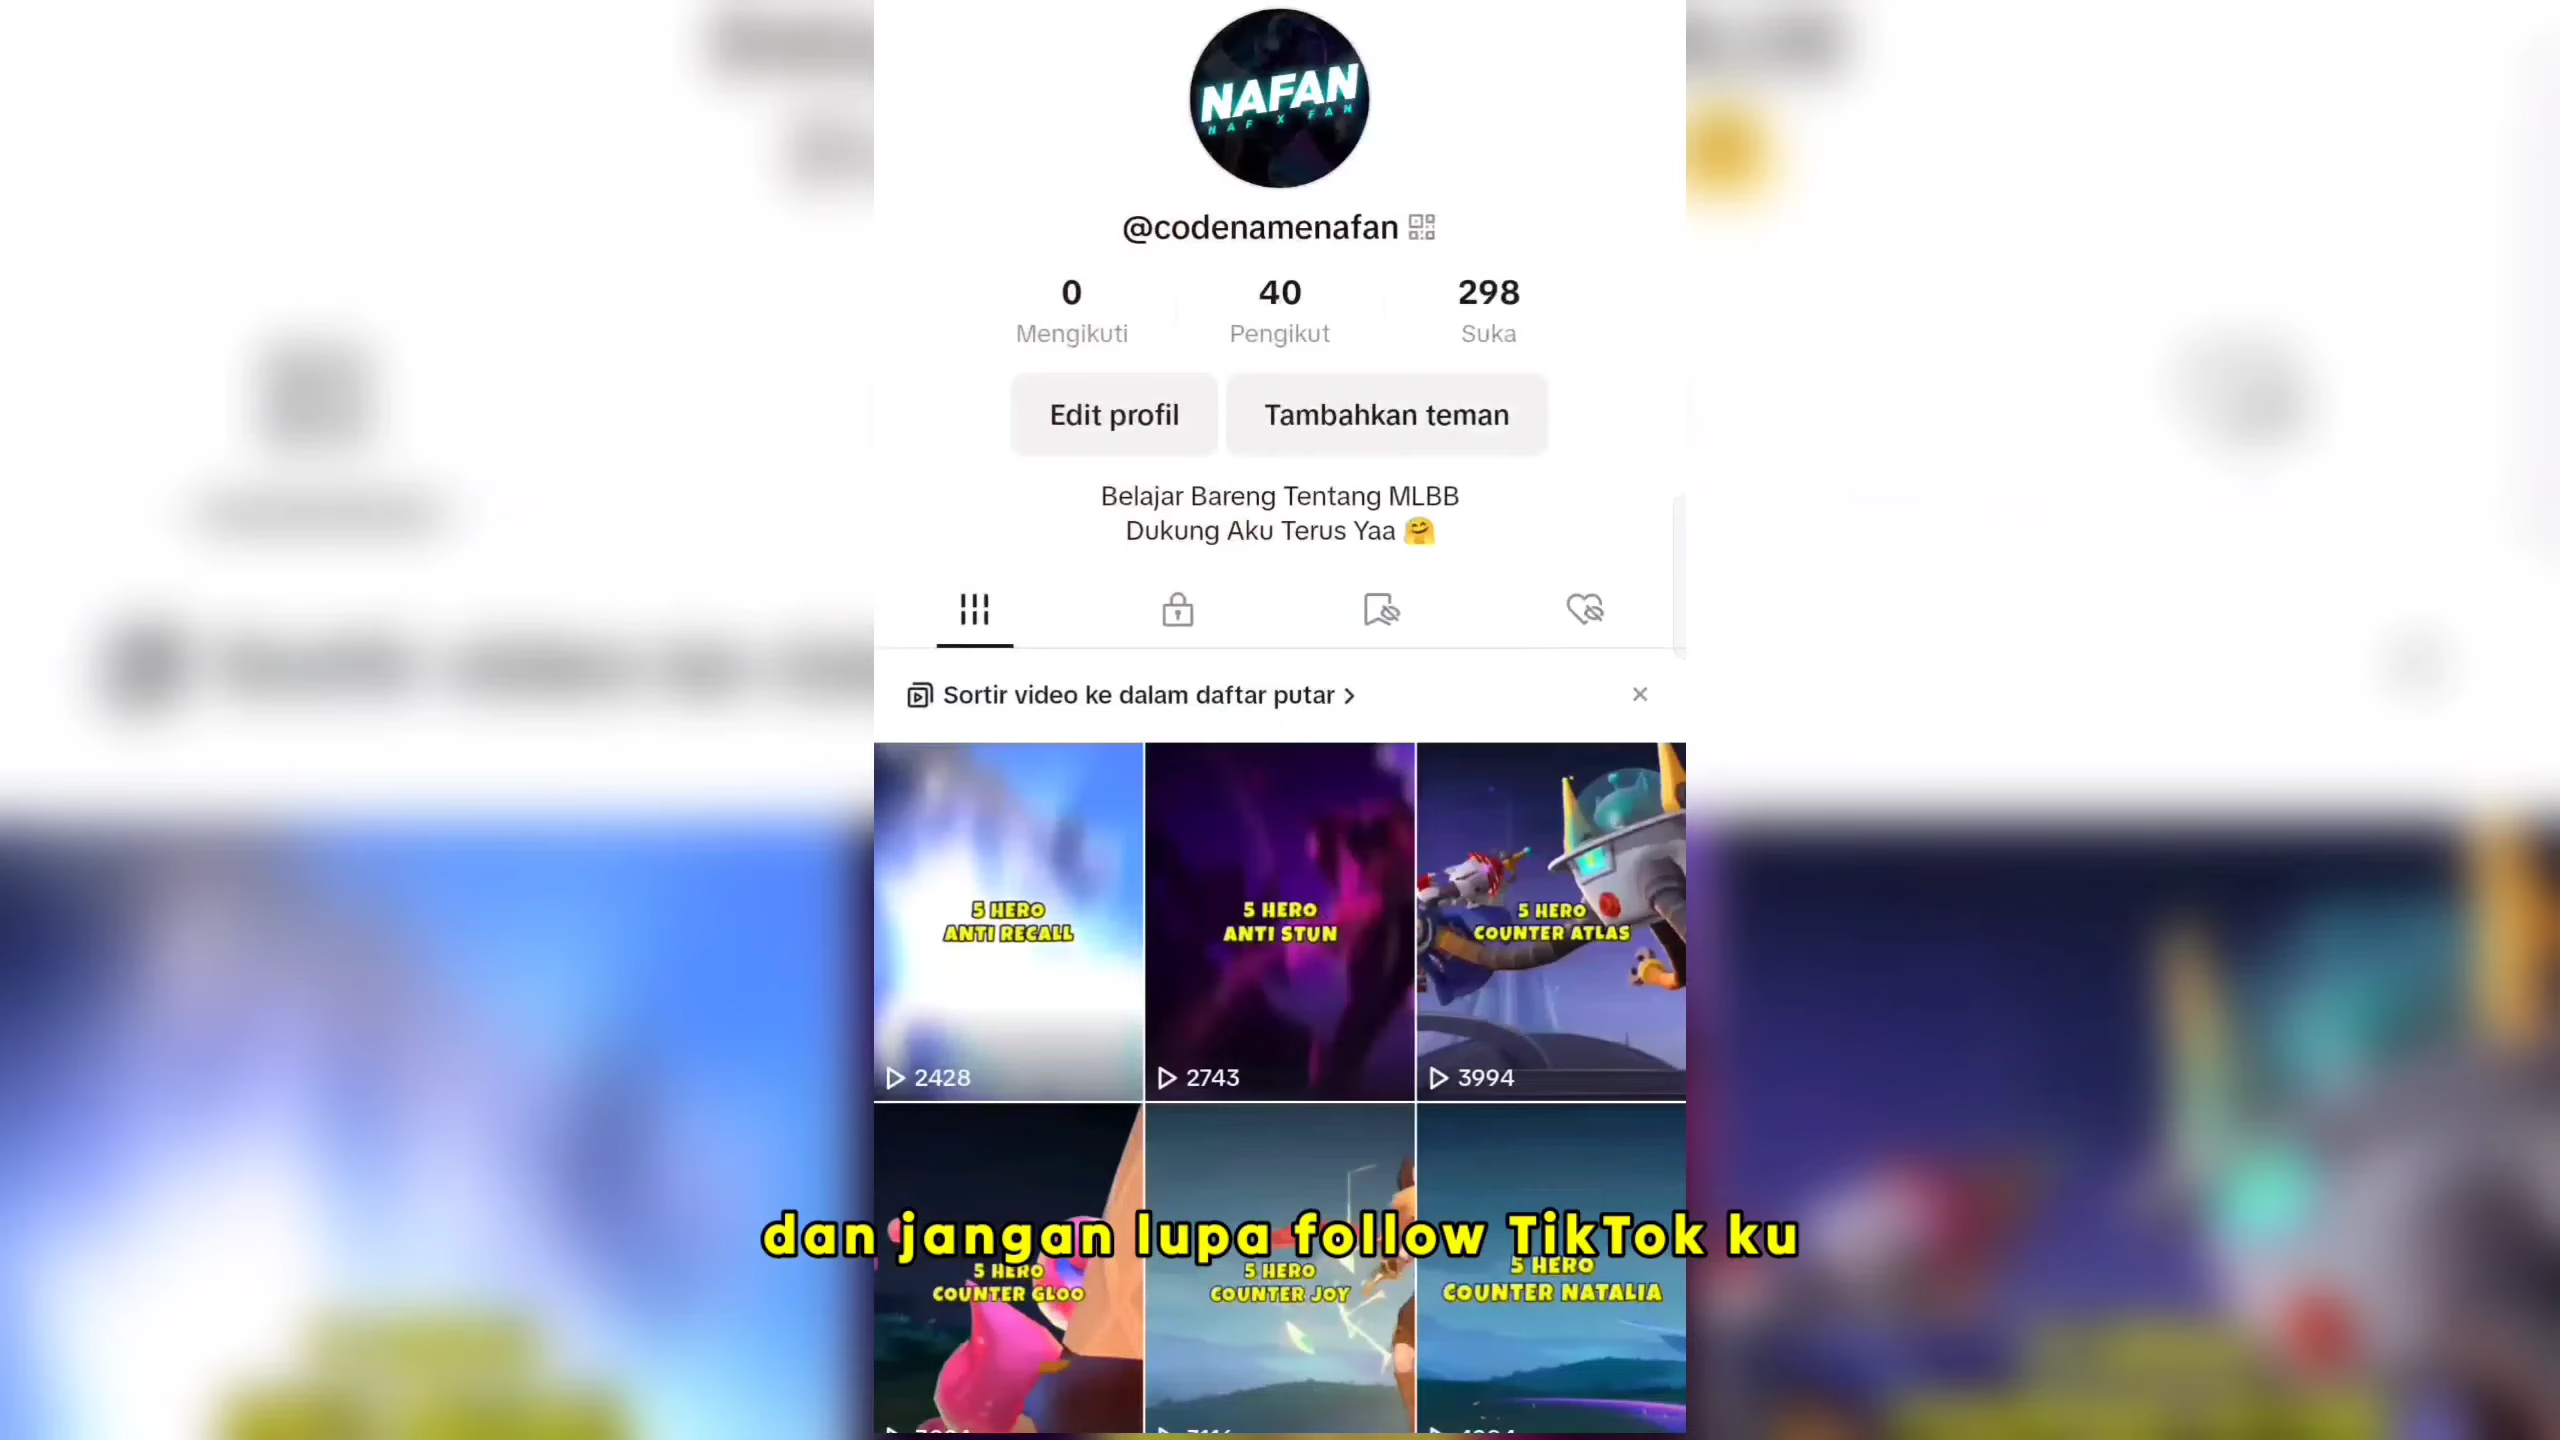 NAFAN
NAF X FAN
@codenamenafan
0
Mengikuti
40
Pengikut
298
Suka
Edit profil
Tambahkan teman
Belajar Bareng Tentang MLBB
Dukung Aku Terus Yaa 🤗
Sortir video ke dalam daftar putar >
5 HERO
ANTI RECALL
2428
5 HERO
ANTI STUN
2743
5 HERO
COUNTER ATLAS
3994
dan jangan lupa follow TikTok ku
5 HERO
COUNTER GLOO
5 HERO
COUNTER JOY
5 HERO
COUNTER NATALIA